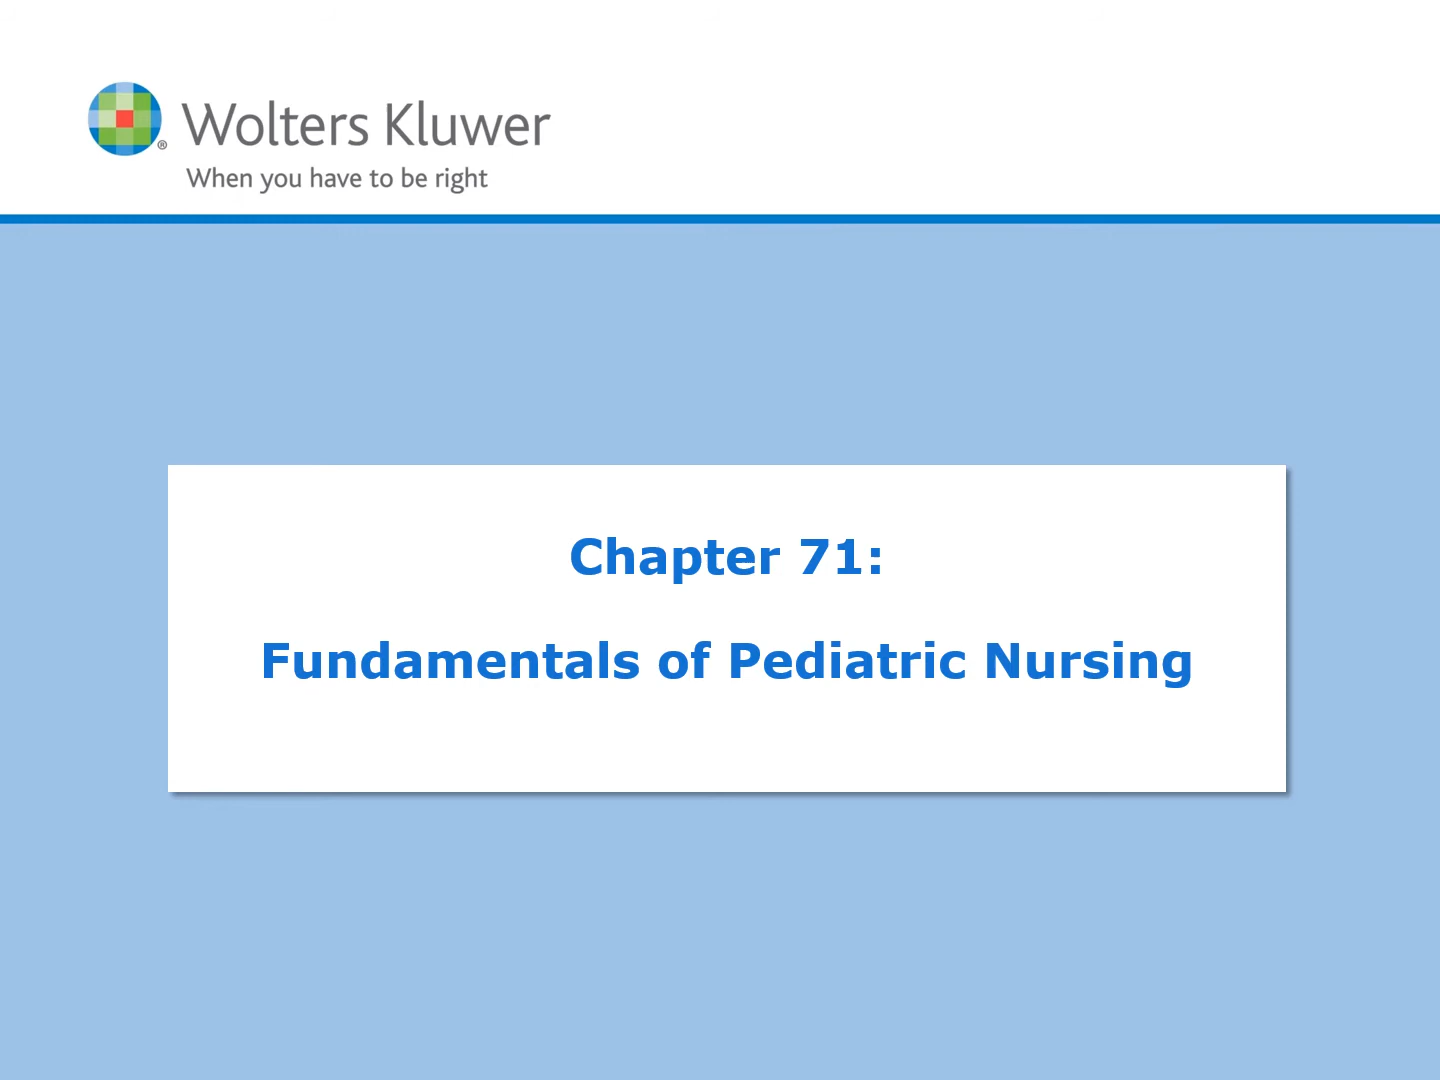 Wolters Kluwer
®
When you have to be right
Chapter 71:
Fundamentals of Pediatric Nursing